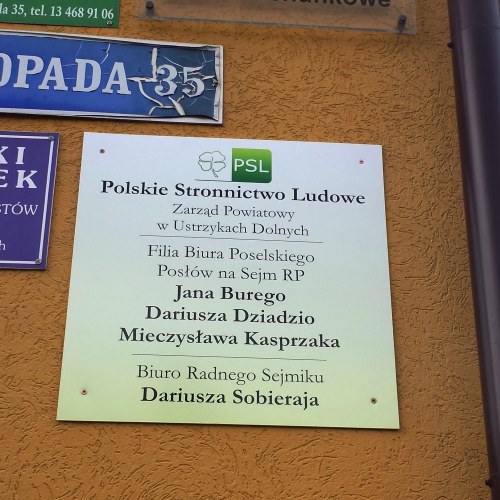 la 35, tel. 13 468 91 06
OPADA 35
KI
EK
PSL
Polskie Stronnictwo Ludowe
Zarząd Powiatowy
w Ustrzykach Dolnych
Filia Biura Poselskiego
Posłów na Sejm RP
Jana Burego
Dariusza Dziadzio
Mieczysława Kasprzaka
Biuro Radnego Sejmiku
Dariusza Sobieraja